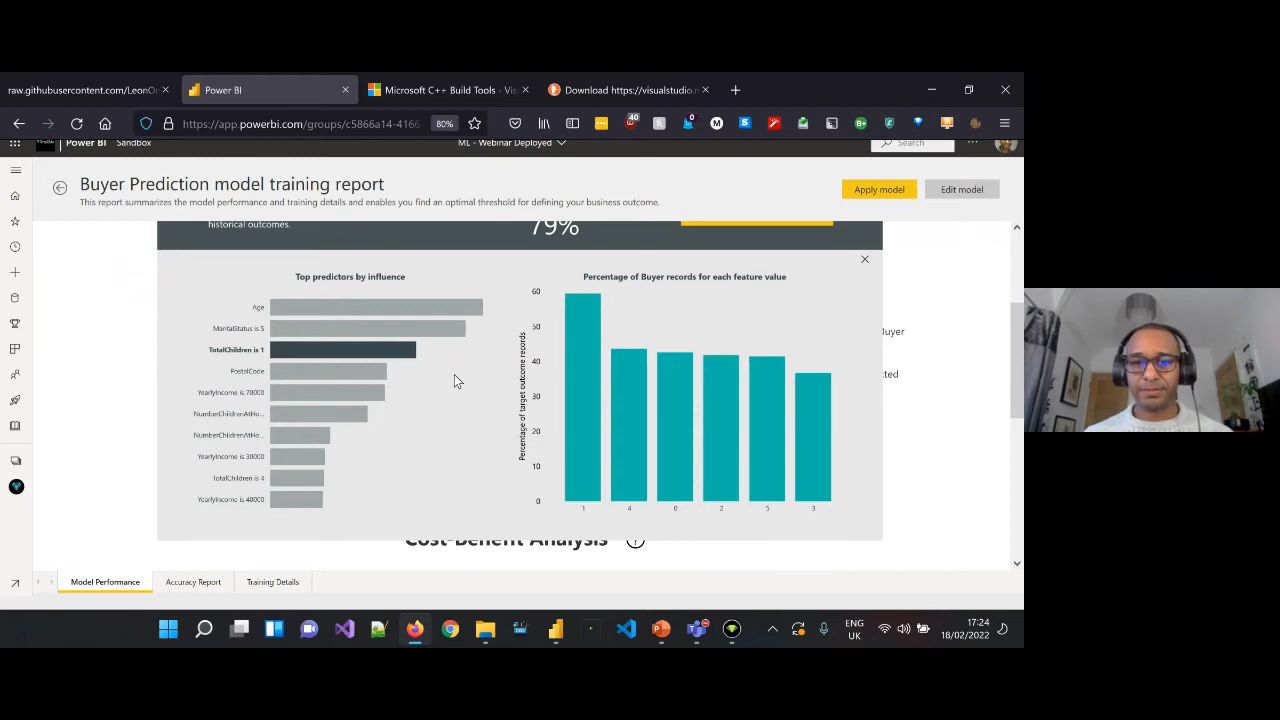 raw.githubusercontent.com/LeonOr
Power BI
Microsoft C++ Build Tools - Vis
Download https://visualstudio.n
https://app.powerbi.com/groups/c5866a14-4166
80%
40
0
Power BI
Sandbox
ML - Webinar Deployed
Search
Buyer Prediction model training report
This report summarizes the model performance and training details and enables you find an optimal threshold for defining your business outcome.
Apply model
Edit model
historical outcomes.
79%
Top predictors by influence
Age
MaritalStatus is S
TotalChildren is 1
PostalCode
YearlyIncome is 70000
NumberChildrenAtHo...
NumberChildrenAtHo...
YearlyIncome is 30000
TotalChildren is 4
YearlyIncome is 40000
Percentage of Buyer records for each feature value
Percentage of target outcome records
60
50
40
30
20
10
0
1 4 0 2 5 3
Buyer
cted
Cost-Benefit Analysis
Model Performance
Accuracy Report
Training Details
ENG
UK
17:24
18/02/2022